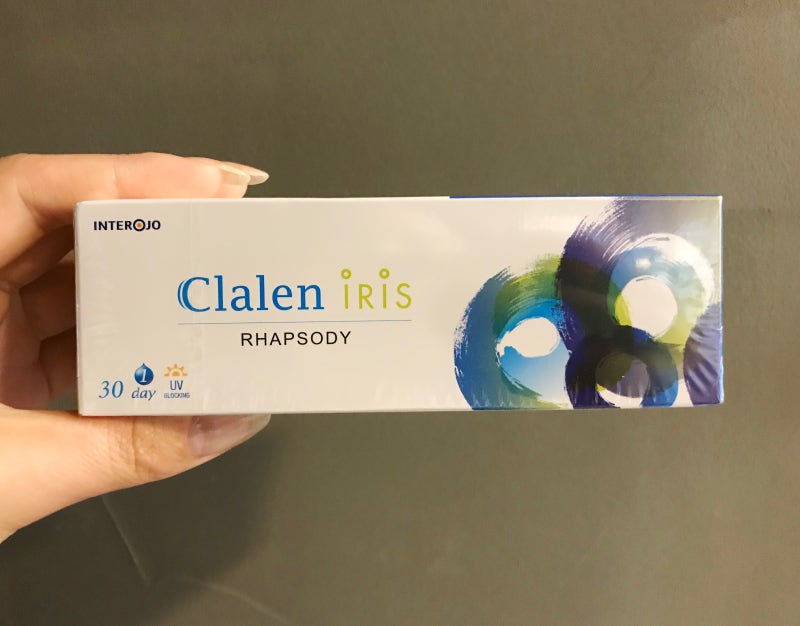 INTEROJO
Clalen iRiS
RHAPSODY
30 1 day UV
BLOCKING